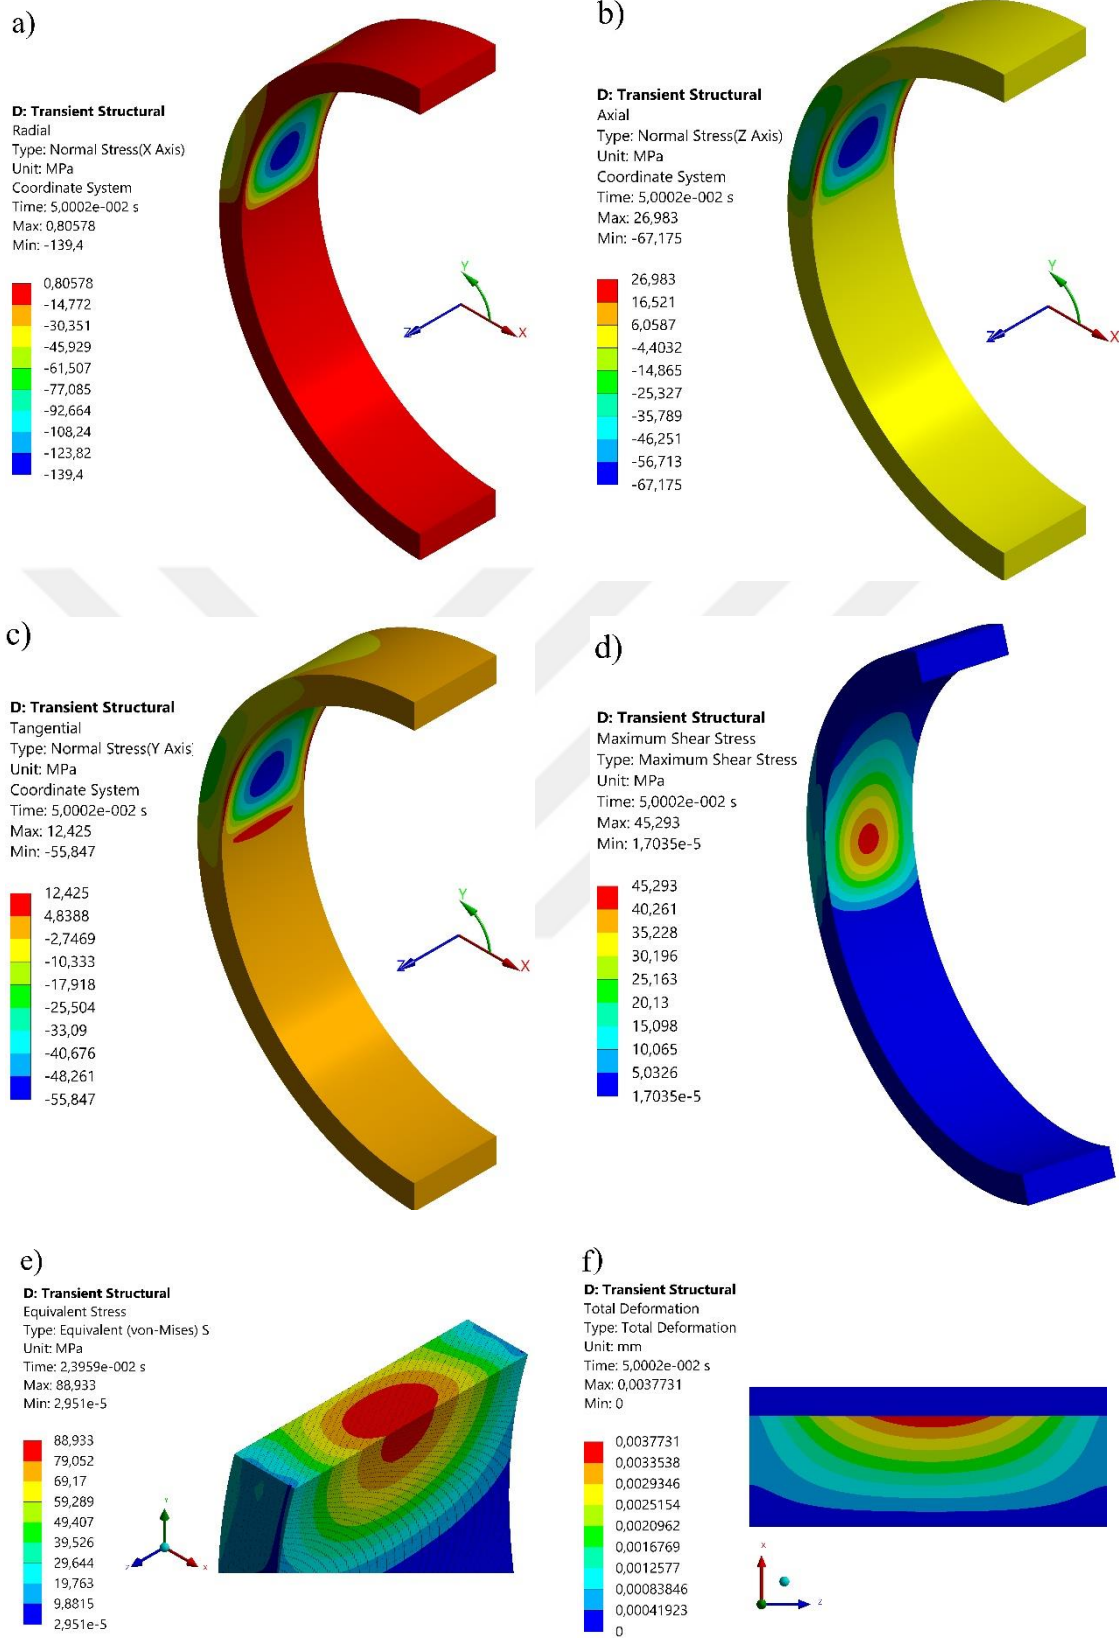 a)
D: Transient Structural
Radial
Type: Normal Stress(X Axis)
Unit: MPa
Coordinate System
Time: 5,0002e-002 s
Max: 0,80578
Min: -139,4
0,80578
-14,772
-30,351
-45,929
-61,507
-77,085
-92,664
-108,24
-123,82
-139,4
Y
Z
X
b)
D: Transient Structural
Axial
Type: Normal Stress(Z Axis)
Unit: MPa
Coordinate System
Time: 5,0002e-002 s
Max: 26,983
Min: -67,175
26,983
16,521
6,0587
-4,4032
-14,865
-25,327
-35,789
-46,251
-56,713
-67,175
Y
Z
X
c)
D: Transient Structural
Tangential
Type: Normal Stress(Y Axis)
Unit: MPa
Coordinate System
Time: 5,0002e-002 s
Max: 12,425
Min: -55,847
12,425
4,8388
-2,7469
-10,333
-17,918
-25,504
-33,09
-40,676
-48,261
-55,847
Y
Z
X
d)
D: Transient Structural
Maximum Shear Stress
Type: Maximum Shear Stress
Unit: MPa
Time: 5,0002e-002 s
Max: 45,293
Min: 1,7035e-5
45,293
40,261
35,228
30,196
25,163
20,13
15,098
10,065
5,0326
1,7035e-5
e)
D: Transient Structural
Equivalent Stress
Type: Equivalent (von-Mises) S
Unit: MPa
Time: 2,3959e-002 s
Max: 88,933
Min: 2,951e-5
88,933
79,052
69,17
59,289
49,407
39,526
29,644
19,763
9,8815
2,951e-5
Y
Z
X
f)
D: Transient Structural
Total Deformation
Type: Total Deformation
Unit: mm
Time: 5,0002e-002 s
Max: 0,0037731
Min: 0
0,0037731
0,0033538
0,0029346
0,0025154
0,0020962
0,0016769
0,0012577
0,00083846
0,00041923
0
X
Z